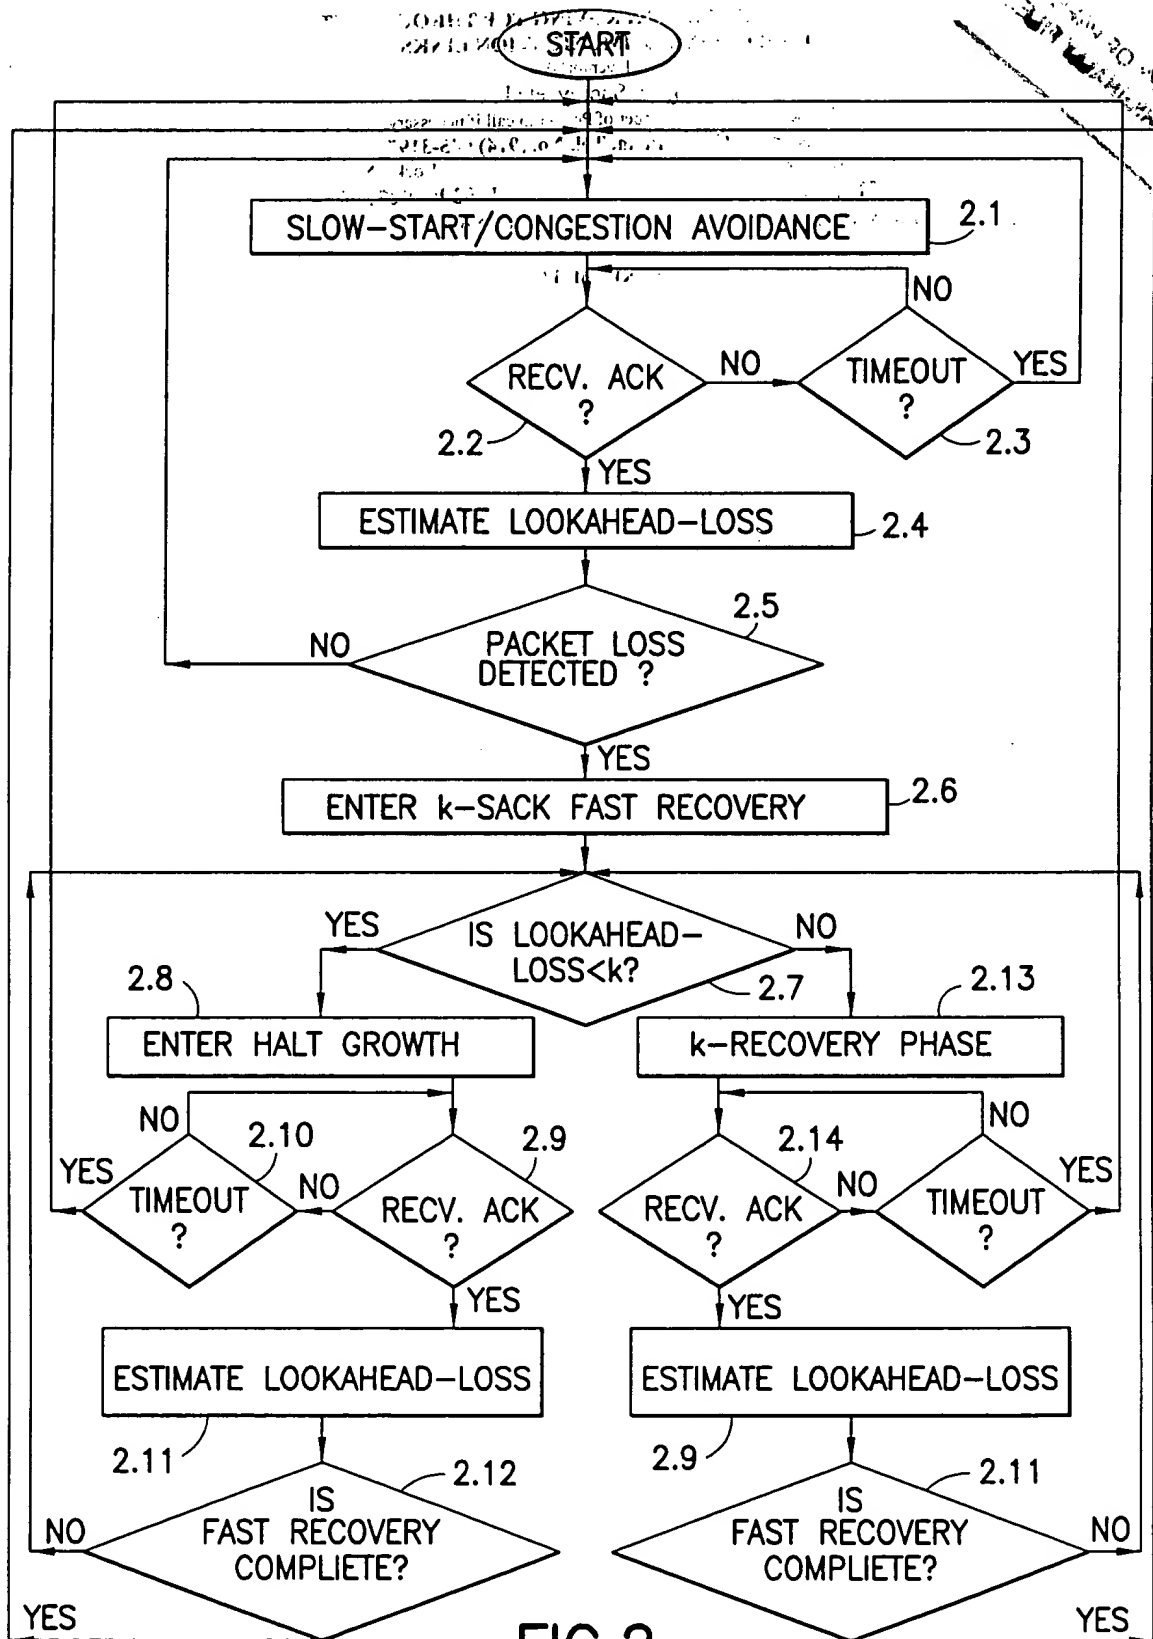 START
SLOW-START/CONGESTION AVOIDANCE
2.1
NO
RECV. ACK
?
NO
TIMEOUT
?
YES
2.2
2.3
YES
ESTIMATE LOOKAHEAD-LOSS
2.4
2.5
NO
PACKET LOSS
DETECTED ?
YES
ENTER k-SACK FAST RECOVERY
2.6
YES
IS LOOKAHEAD-
LOSS<k?
NO
2.7
2.8
ENTER HALT GROWTH
2.13
k-RECOVERY PHASE
NO
2.10
2.9
YES
TIMEOUT
?
NO
RECV. ACK
?
2.14
NO
RECV. ACK
?
NO
TIMEOUT
?
YES
YES
YES
ESTIMATE LOOKAHEAD-LOSS
ESTIMATE LOOKAHEAD-LOSS
2.11
2.12
2.9
2.11
NO
IS
FAST RECOVERY
COMPLIETE?
IS
FAST RECOVERY
COMPLIETE?
NO
YES
YES